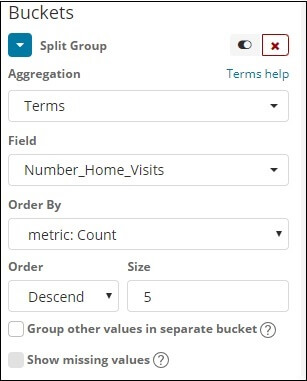 Buckets
Split Group
Aggregation Terms help
Terms
Field
Number_Home_Visits
Order By
metric: Count
Order Size
Descend 5
Group other values in separate bucket ?
Show missing values ?